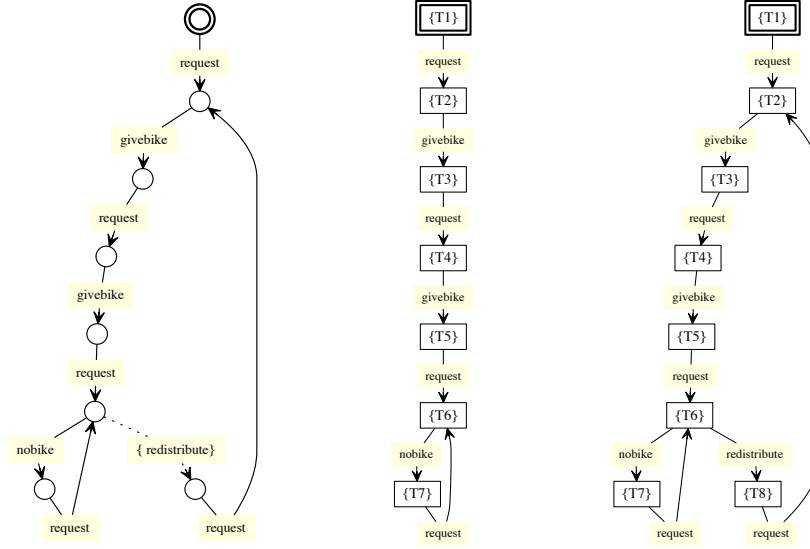 request
givebike
request
givebike
request
nobike
{ redistribute}
request
request
{T1}
request
{T2}
givebike
{T3}
request
{T4}
givebike
{T5}
request
{T6}
nobike
{T7}
request
{T1}
request
{T2}
givebike
{T3}
request
{T4}
givebike
{T5}
request
{T6}
nobike
redistribute
{T7}
{T8}
request
request